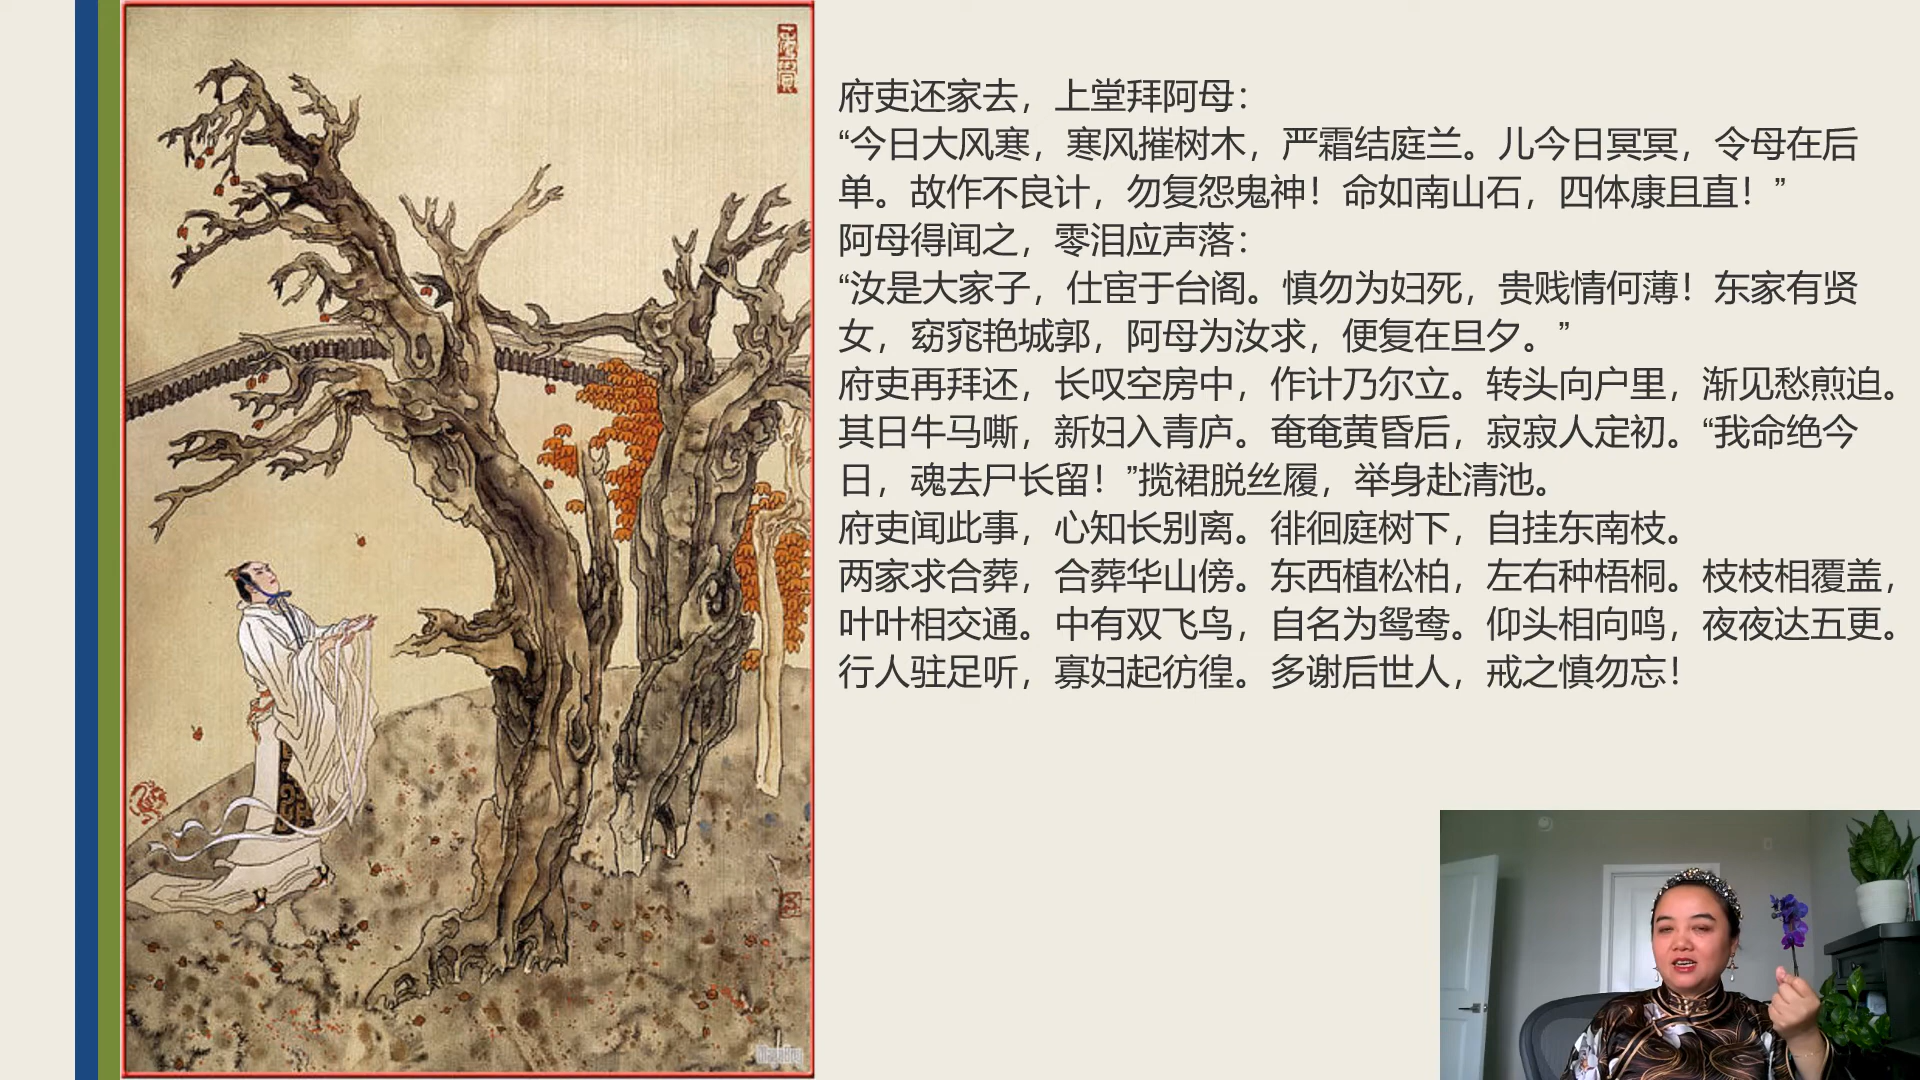 府吏还家去，上堂拜阿母：
“今日大风寒，寒风摧树木，严霜结庭兰。儿今日冥冥，令母在后
单。故作不良计，勿复怨鬼神！命如南山石，四体康且直！”
阿母得闻之，零泪应声落：
“汝是大家子，仕宦于台阁。慎勿为妇死，贵贱情何薄！东家有贤
女，窈窕艳城郭，阿母为汝求，便复在旦夕。”
府吏再拜还，长叹空房中，作计乃尔立。转头向户里，渐见愁煎迫。
其日牛马嘶，新妇入青庐。奄奄黄昏后，寂寂人定初。“我命绝今
日，魂去尸长留！”揽裙脱丝履，举身赴清池。
府吏闻此事，心知长别离。徘徊庭树下，自挂东南枝。
两家求合葬，合葬华山傍。东西植松柏，左右种梧桐。枝枝相覆盖，
叶叶相交通。中有双飞鸟，自名为鸳鸯。仰头相向鸣，夜夜达五更。
行人驻足听，寡妇起彷徨。多谢后世人，戒之慎勿忘！